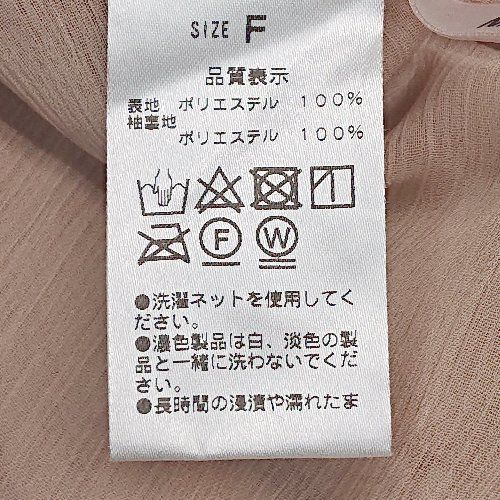 SIZE F
品質表示
表地 ポリエステル 100%
袖裏地
ポリエステル 100%
F W
●洗濯ネットを使用してく
ださい。
●濃色製品は白、淡色の製
品と一緒に洗わないでくだ
さい。
●長時間の浸漬や濡れたま